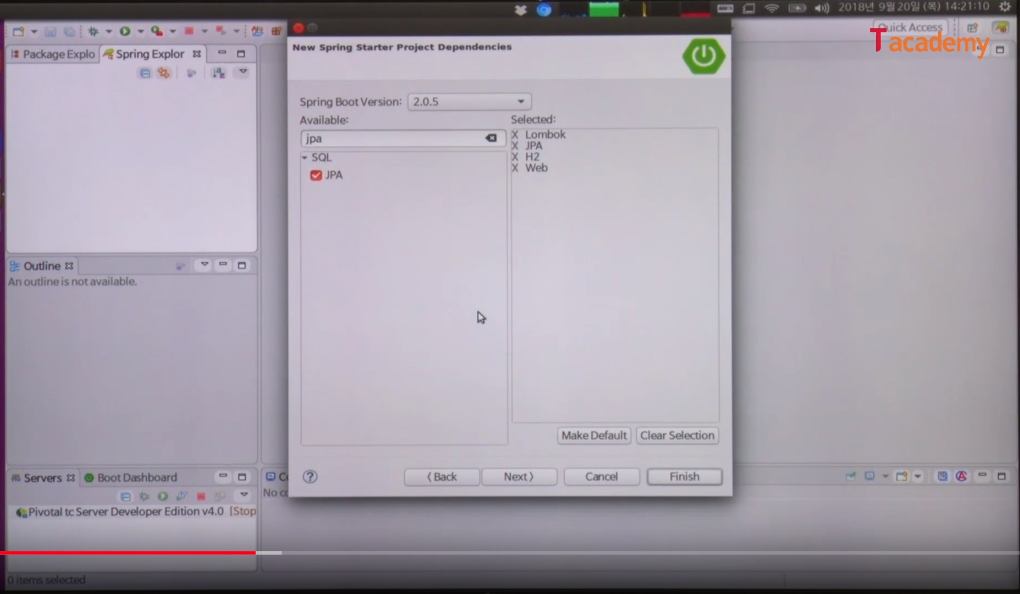 2018년 9월20일 (목) 14:21:10
Quick Access
Tacademy
Package Explo
Spring Explor
New Spring Starter Project Dependencies
Spring Boot Version: 2.0.5
Available:
Selected:
jpa
SQL
JPA
X Lombok
X JPA
X H2
X Web
Outline
An outline is not available.
Make Default
Clear Selection
< Back
Next >
Cancel
Finish
Servers
Boot Dashboard
Pivotal tc Server Developer Edition v4.0 [Stop
0 items selected